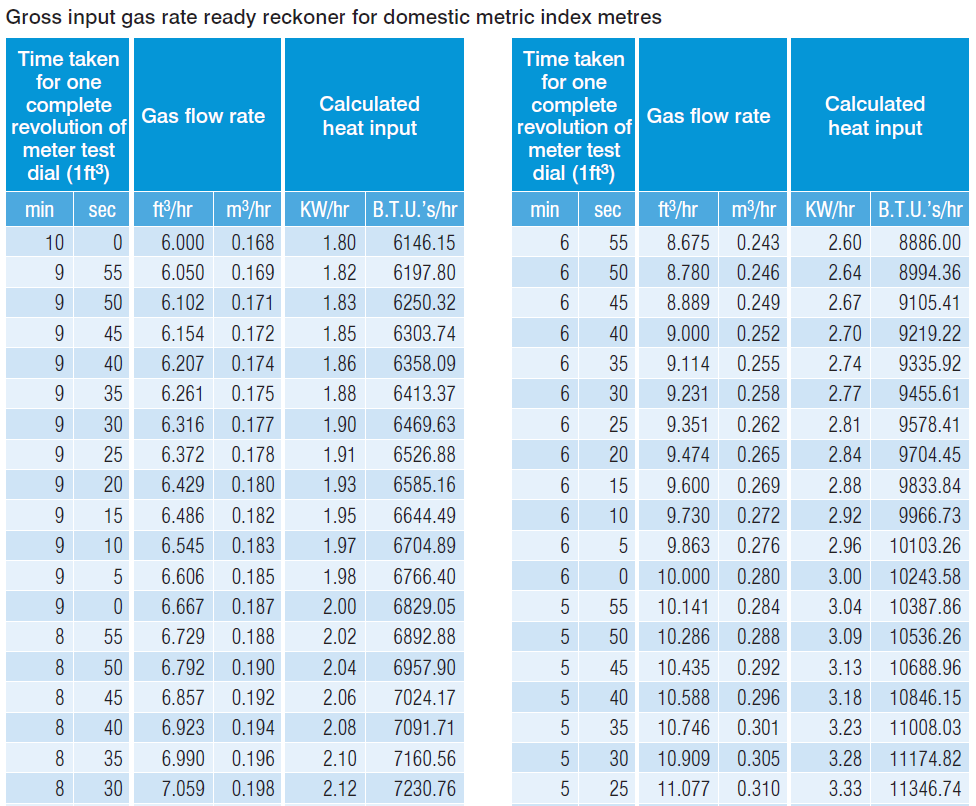 Gross input gas rate ready reckoner for domestic metric index metres
Time taken
for one
complete
revolution of
meter test
dial (1ft³)
Gas flow rate
Calculated
heat input
min sec ft³/hr m³/hr KW/hr B.T.U.'s/hr
10 0 6.000 0.168 1.80 6146.15
9 55 6.050 0.169 1.82 6197.80
9 50 6.102 0.171 1.83 6250.32
9 45 6.154 0.172 1.85 6303.74
9 40 6.207 0.174 1.86 6358.09
9 35 6.261 0.175 1.88 6413.37
9 30 6.316 0.177 1.90 6469.63
9 25 6.372 0.178 1.91 6526.88
9 20 6.429 0.180 1.93 6585.16
9 15 6.486 0.182 1.95 6644.49
9 10 6.545 0.183 1.97 6704.89
9 5 6.606 0.185 1.98 6766.40
9 0 6.667 0.187 2.00 6829.05
8 55 6.729 0.188 2.02 6892.88
8 50 6.792 0.190 2.04 6957.90
8 45 6.857 0.192 2.06 7024.17
8 40 6.923 0.194 2.08 7091.71
8 35 6.990 0.196 2.10 7160.56
8 30 7.059 0.198 2.12 7230.76
Time taken
for one
complete
revolution of
meter test
dial (1ft³)
Gas flow rate
Calculated
heat input
min sec ft³/hr m³/hr KW/hr B.T.U.'s/hr
6 55 8.675 0.243 2.60 8886.00
6 50 8.780 0.246 2.64 8994.36
6 45 8.889 0.249 2.67 9105.41
6 40 9.000 0.252 2.70 9219.22
6 35 9.114 0.255 2.74 9335.92
6 30 9.231 0.258 2.77 9455.61
6 25 9.351 0.262 2.81 9578.41
6 20 9.474 0.265 2.84 9704.45
6 15 9.600 0.269 2.88 9833.84
6 10 9.730 0.272 2.92 9966.73
6 5 9.863 0.276 2.96 10103.26
6 0 10.000 0.280 3.00 10243.58
5 55 10.141 0.284 3.04 10387.86
5 50 10.286 0.288 3.09 10536.26
5 45 10.435 0.292 3.13 10688.96
5 40 10.588 0.296 3.18 10846.15
5 35 10.746 0.301 3.23 11008.03
5 30 10.909 0.305 3.28 11174.82
5 25 11.077 0.310 3.33 11346.74